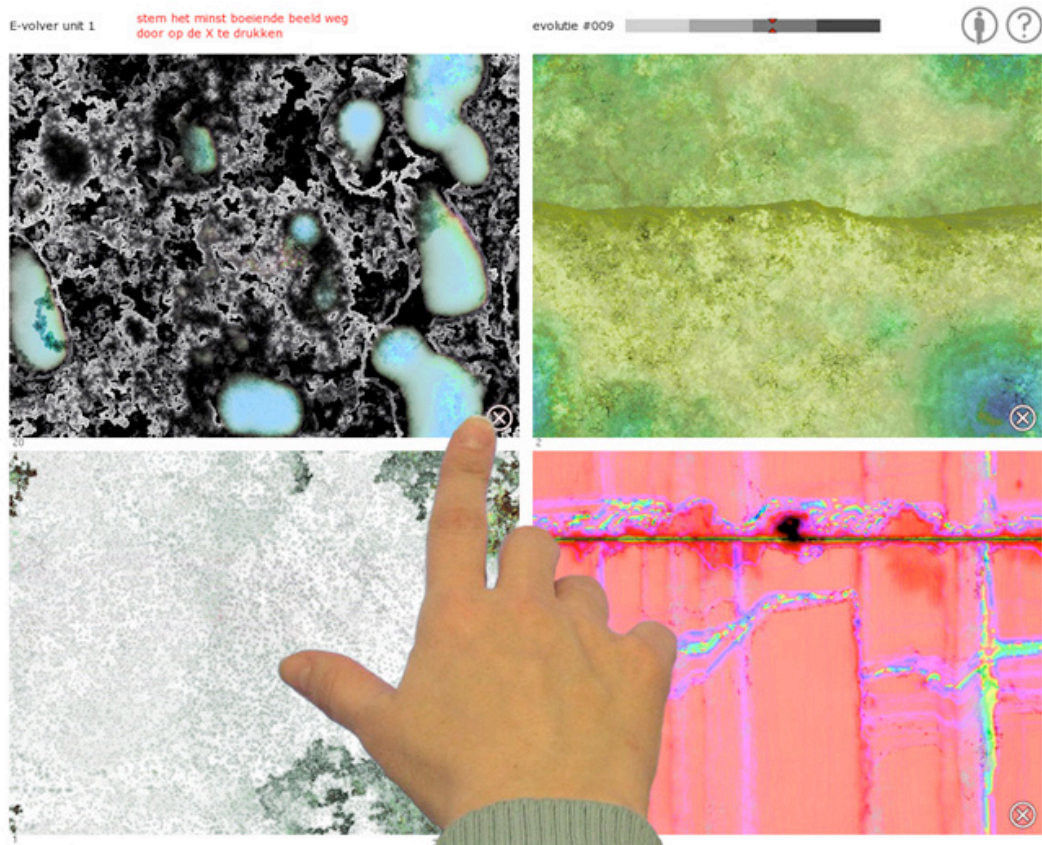 E-volver unit 1
stem het minst boeiende beeld weg
door op de X te drukken
evolutie #009
?
20
2
1